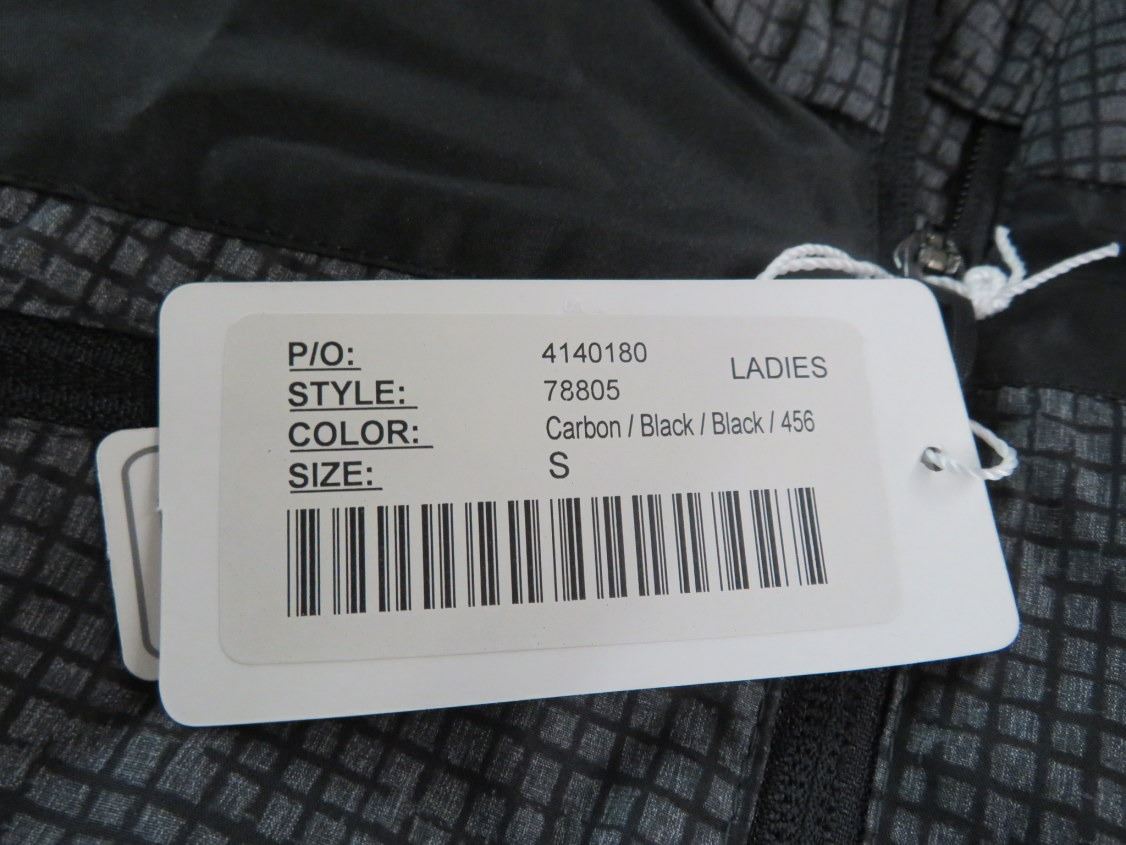 P/O: 4140180 LADIES
STYLE: 78805
COLOR: Carbon / Black / Black / 456
SIZE: S